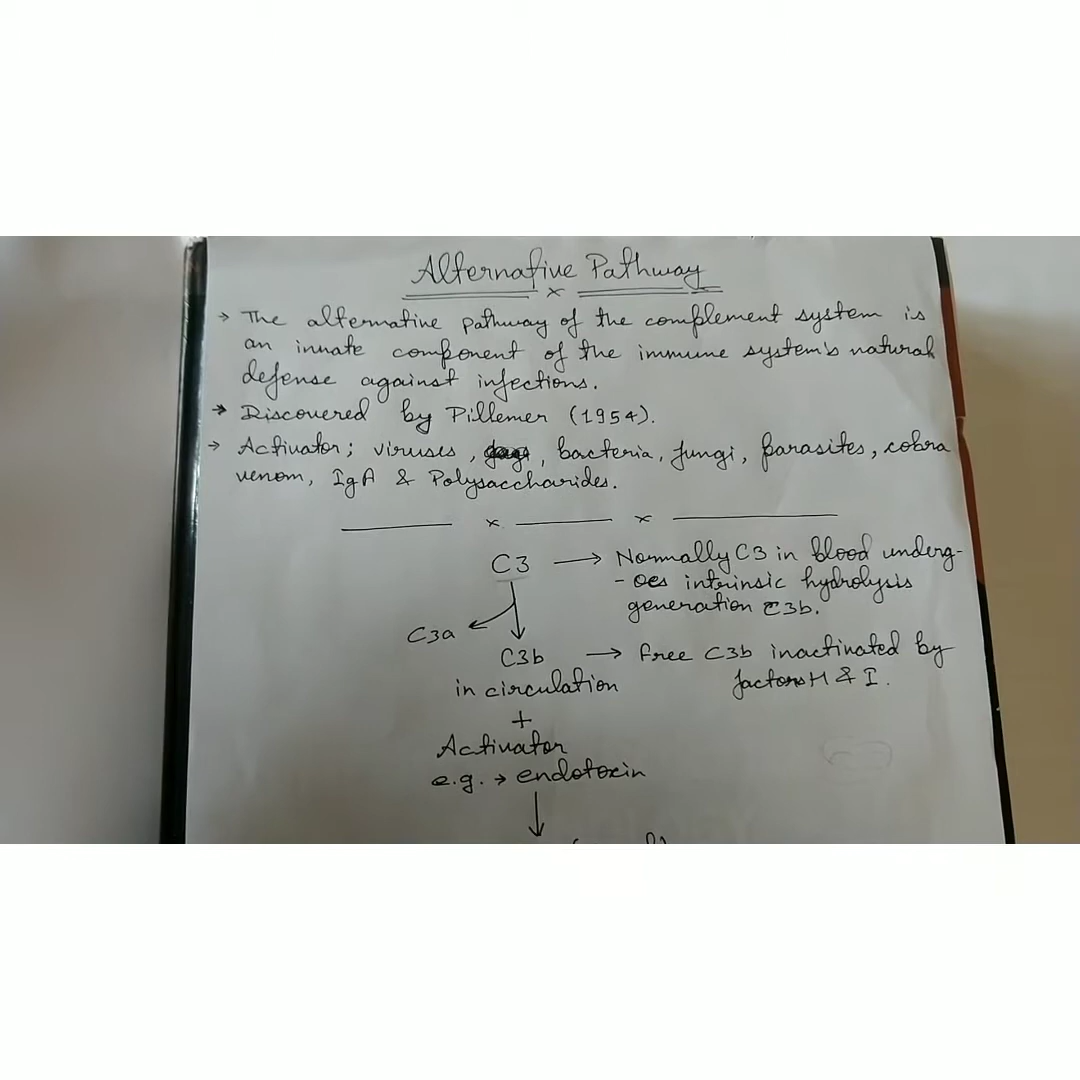 Alternative Pathway
→ The alternative pathway of the complement system is
an innate component of the immune system's natural
defense against infections.
→ Discovered by Pillemer (1954).
→ Activator; viruses, , bacteria, fungi, parasites, cobra
venom, IgA & Polysaccharides.
C3 → Normally C3 in blood underg-
-oes intrinsic hydrolysis
generation C3b.
C3a
C3b → free C3b inactivated by
in circulation factors H & I.
+
Activator
e.g. → endotoxin